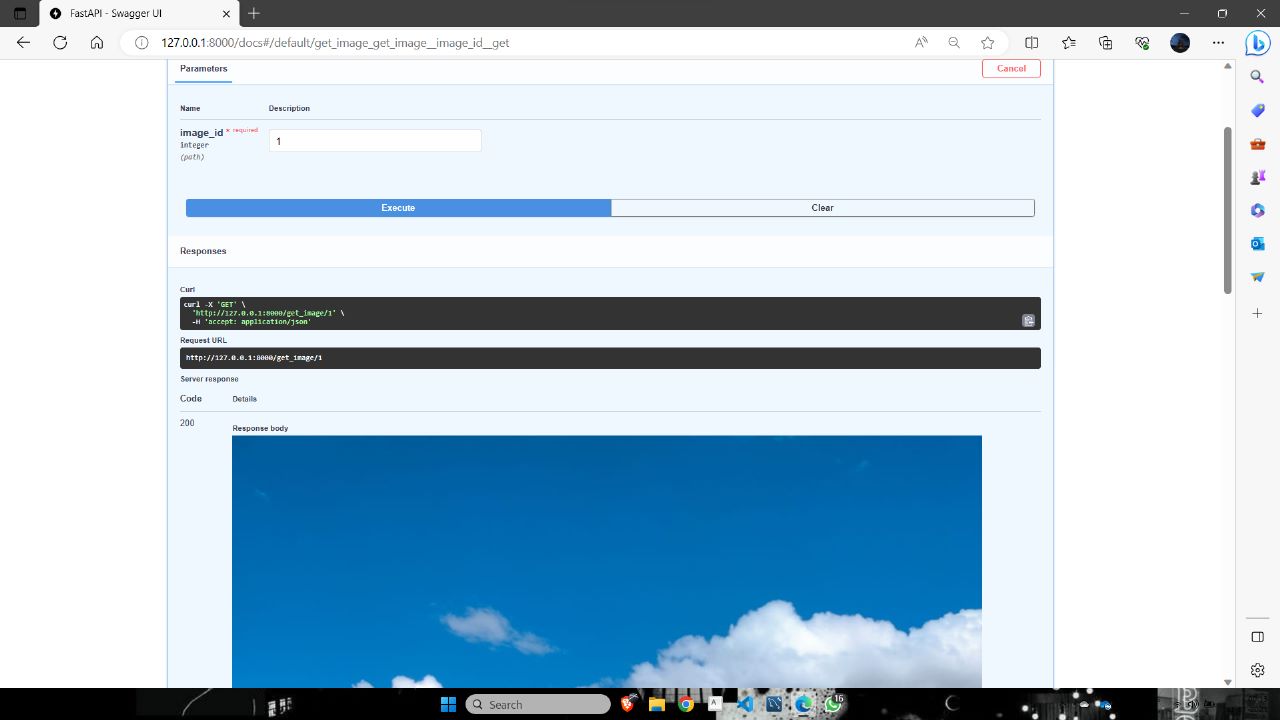 FastAPI - Swagger UI
127.0.0.1:8000/docs#/default/get_image_get_image__image_id__get
Parameters
Cancel
Name Description
image_id * required
integer
(path)
1
Execute Clear
Responses
Curl
curl -X 'GET' \
'http://127.0.0.1:8000/get_image/1' \
-H 'accept: application/json'
Request URL
http://127.0.0.1:8000/get_image/1
Server response
Code Details
200
Response body
Search
16